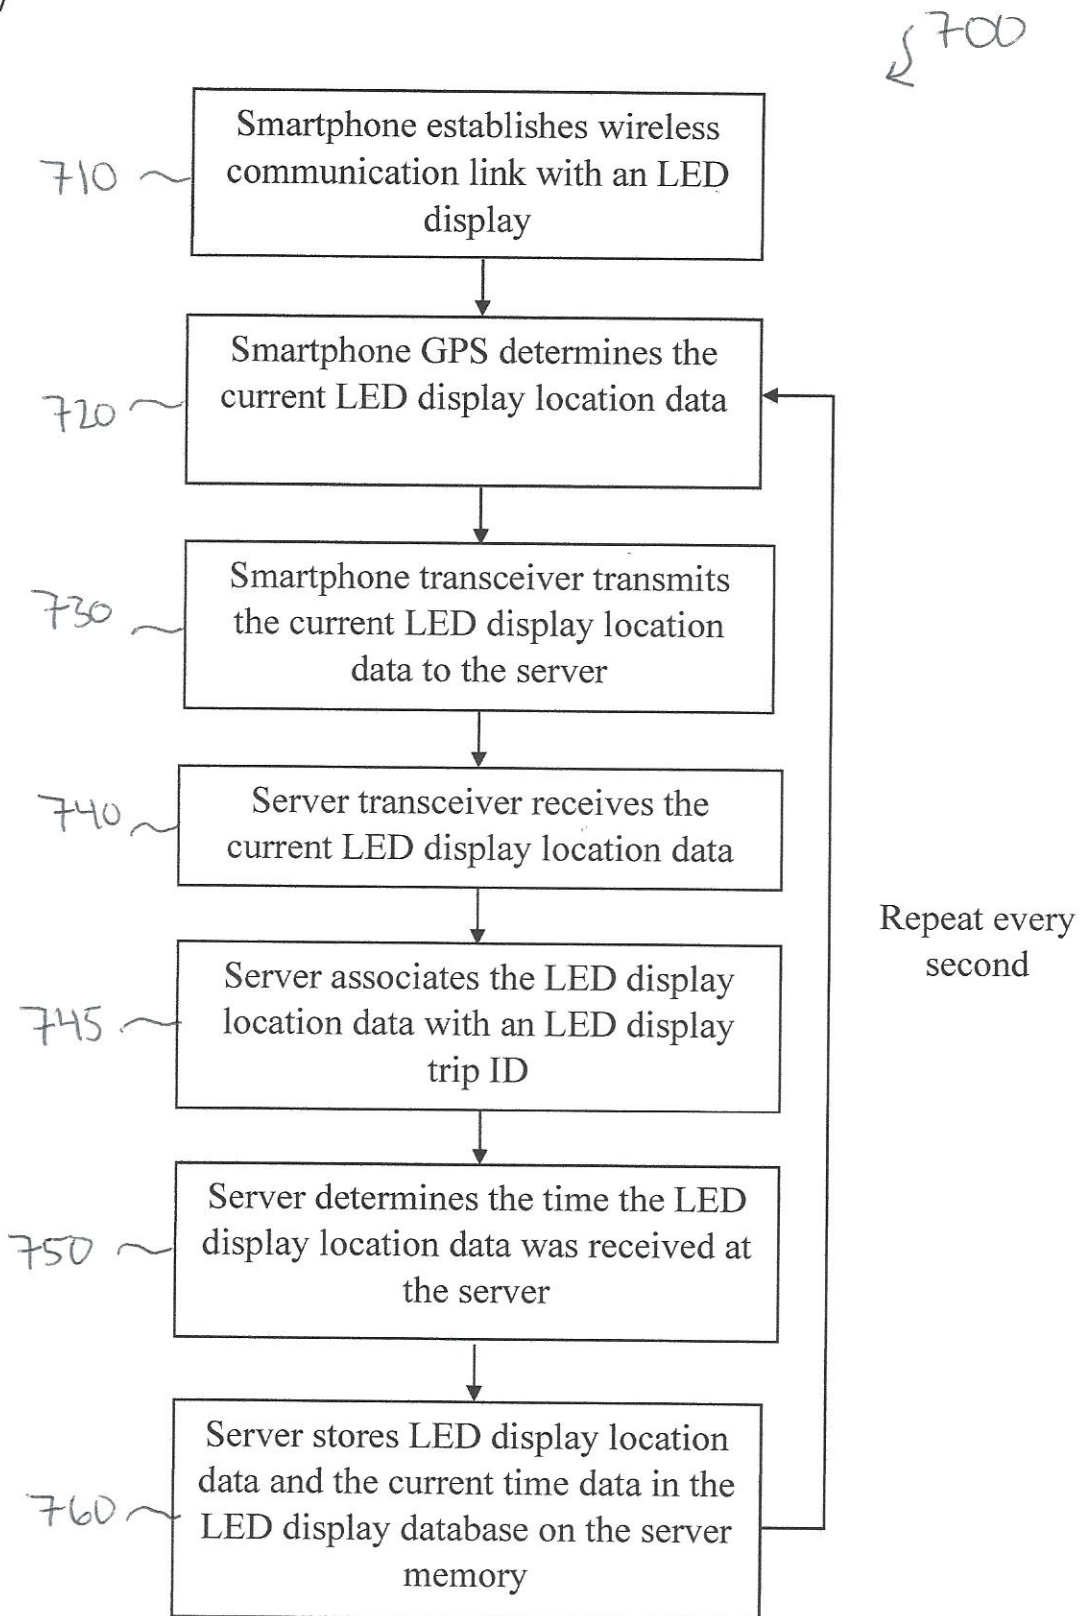 700
Smartphone establishes wireless
710
communication link with an LED
display
Smartphone GPS determines the
720
current LED display location data
Smartphone transceiver transmits
730
the current LED display location
data to the server
Server transceiver receives the
740
current LED display location data
Repeat every
second
Server associates the LED display
745
location data with an LED display
trip ID
Server determines the time the LED
750
display location data was received at
the server
Server stores LED display location
data and the current time data in the
760
LED display database on the server
memory